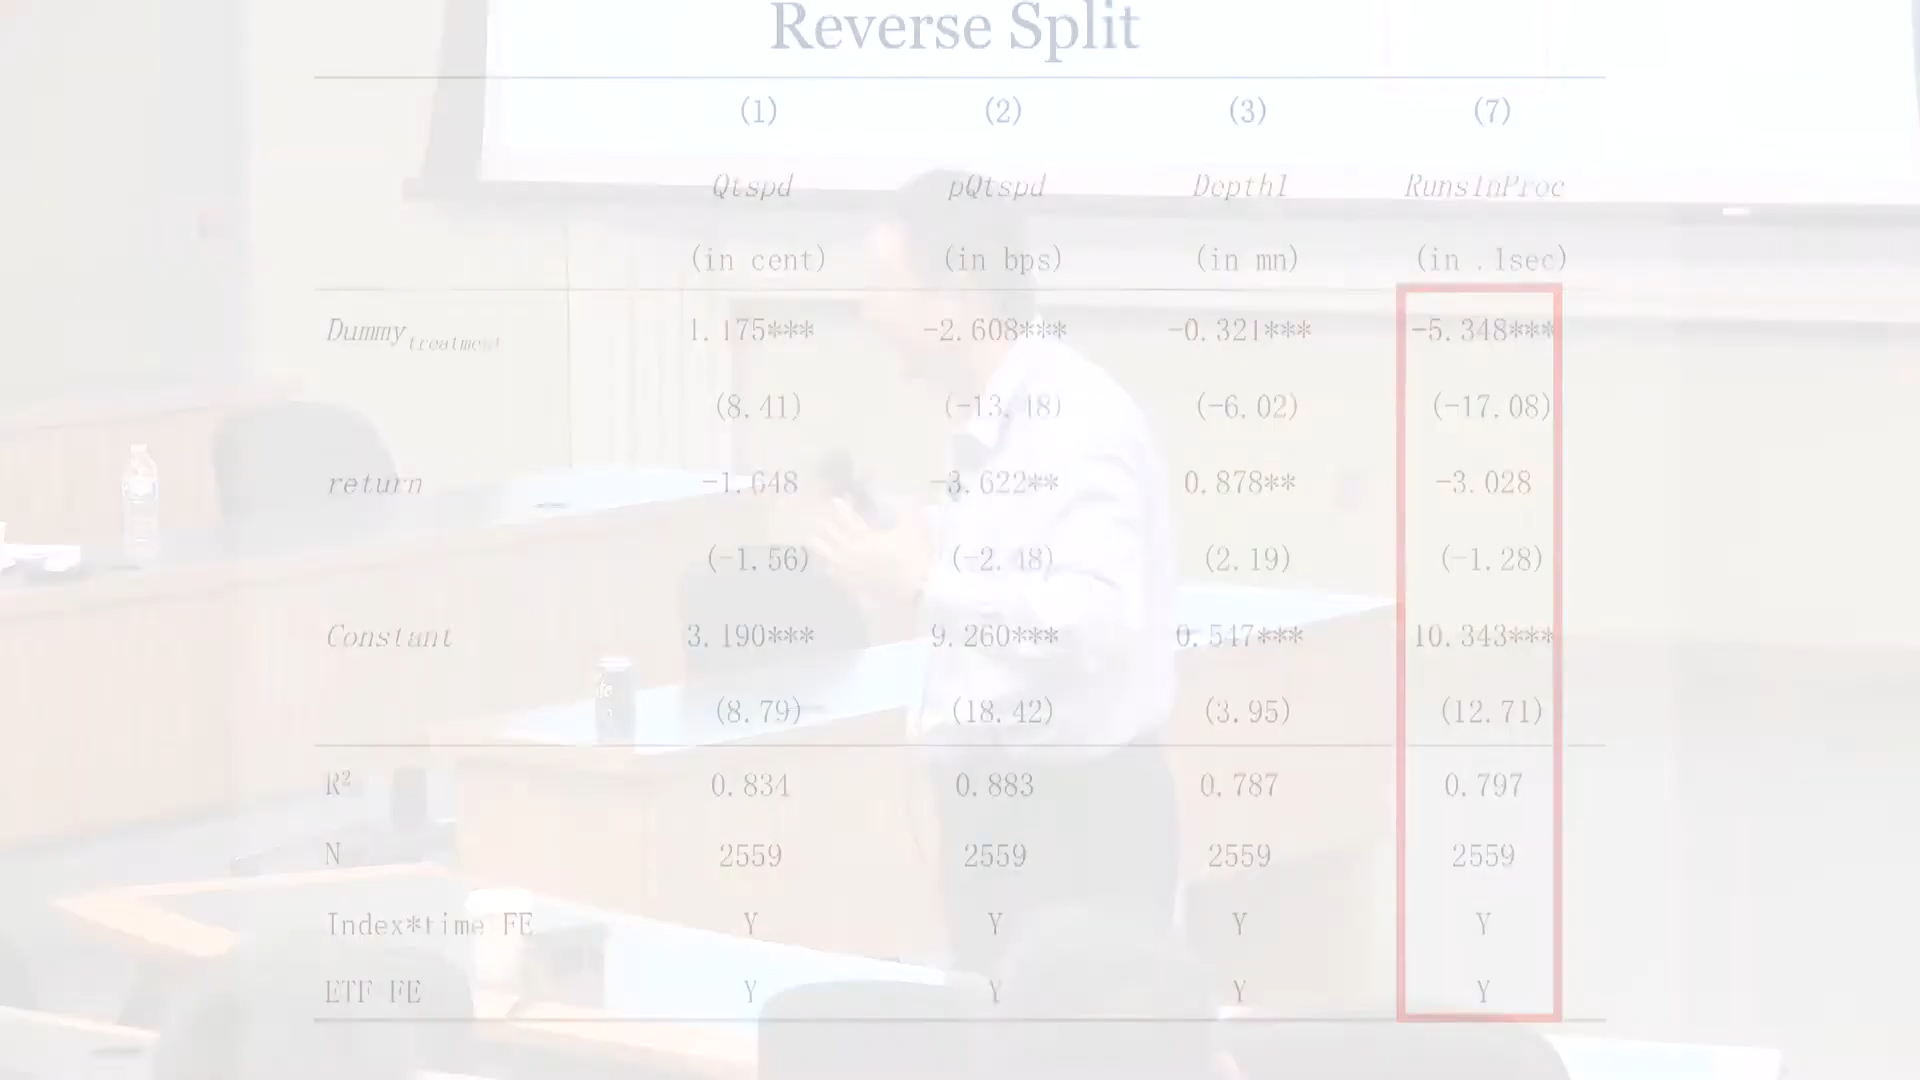 Reverse Split
(1) (2) (3) (7)
Qtspd pQtspd Depth1 RunsInProc
(in cent) (in bps) (in mn) (in .1sec)
Dummy treatment 1.175*** -2.608*** -0.321*** -5.348***
(8.41) (-13.48) (-6.02) (-17.08)
return -1.648 -3.622** 0.878** -3.028
(-1.56) (-2.48) (2.19) (-1.28)
Constant 3.190*** 9.260*** 0.547*** 10.343***
(8.79) (18.42) (3.95) (12.71)
R² 0.834 0.883 0.787 0.797
N 2559 2559 2559 2559
Index*time FE Y Y Y Y
ETF FE Y Y Y Y